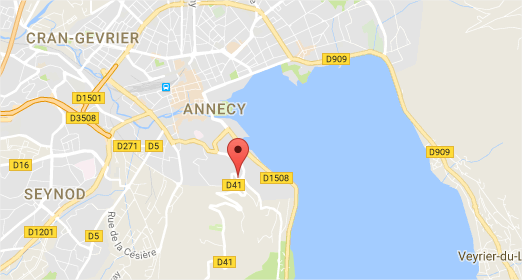 CRAN-GEVRIER
D909
D1501
ANNECY
D3508
D271
D5
D909
D16
D1508
D41
SEYNOD
Rue de la Césière
D1201
D5
D41
Veyrier-du-L